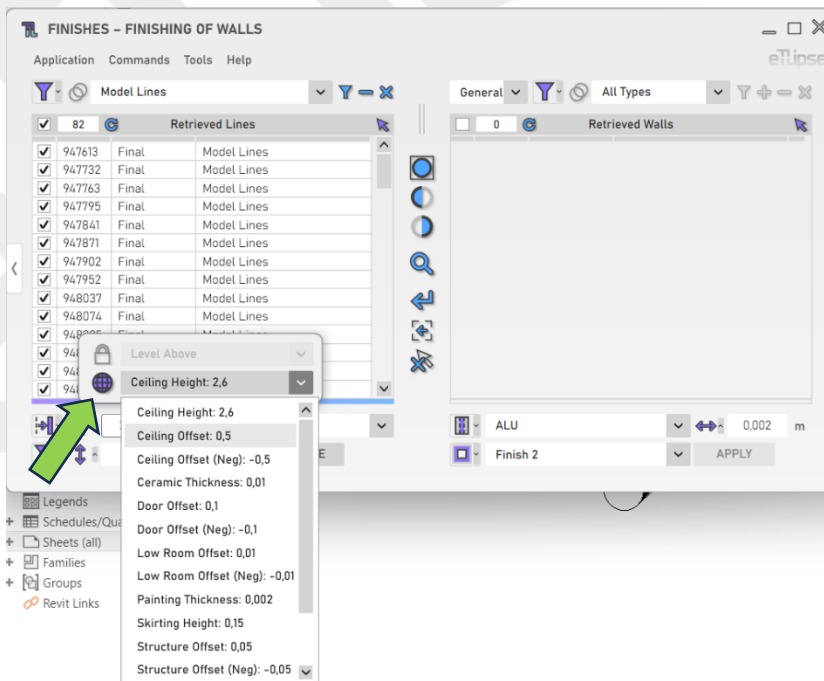 FINISHES - FINISHING OF WALLS
Application Commands Tools Help
eTLipse
Model Lines
General All Types
82 Retrieved Lines
0 Retrieved Walls
947613 Final Model Lines
947732 Final Model Lines
947763 Final Model Lines
947795 Final Model Lines
947841 Final Model Lines
947871 Final Model Lines
947902 Final Model Lines
947952 Final Model Lines
948037 Final Model Lines
948074 Final Model Lines
Level Above
Ceiling Height: 2,6
Ceiling Height: 2,6
Ceiling Offset: 0,5
Ceiling Offset (Neg): -0,5
Ceramic Thickness: 0,01
Door Offset: 0,1
Door Offset (Neg): -0,1
Low Room Offset: 0,01
Low Room Offset (Neg): -0,01
Painting Thickness: 0,002
Skirting Height: 0,15
Structure Offset: 0,05
Structure Offset (Neg): -0,05
ALU 0,002 m
Finish 2 APPLY
Legends
Schedules/Qua
Sheets (all)
Families
Groups
Revit Links